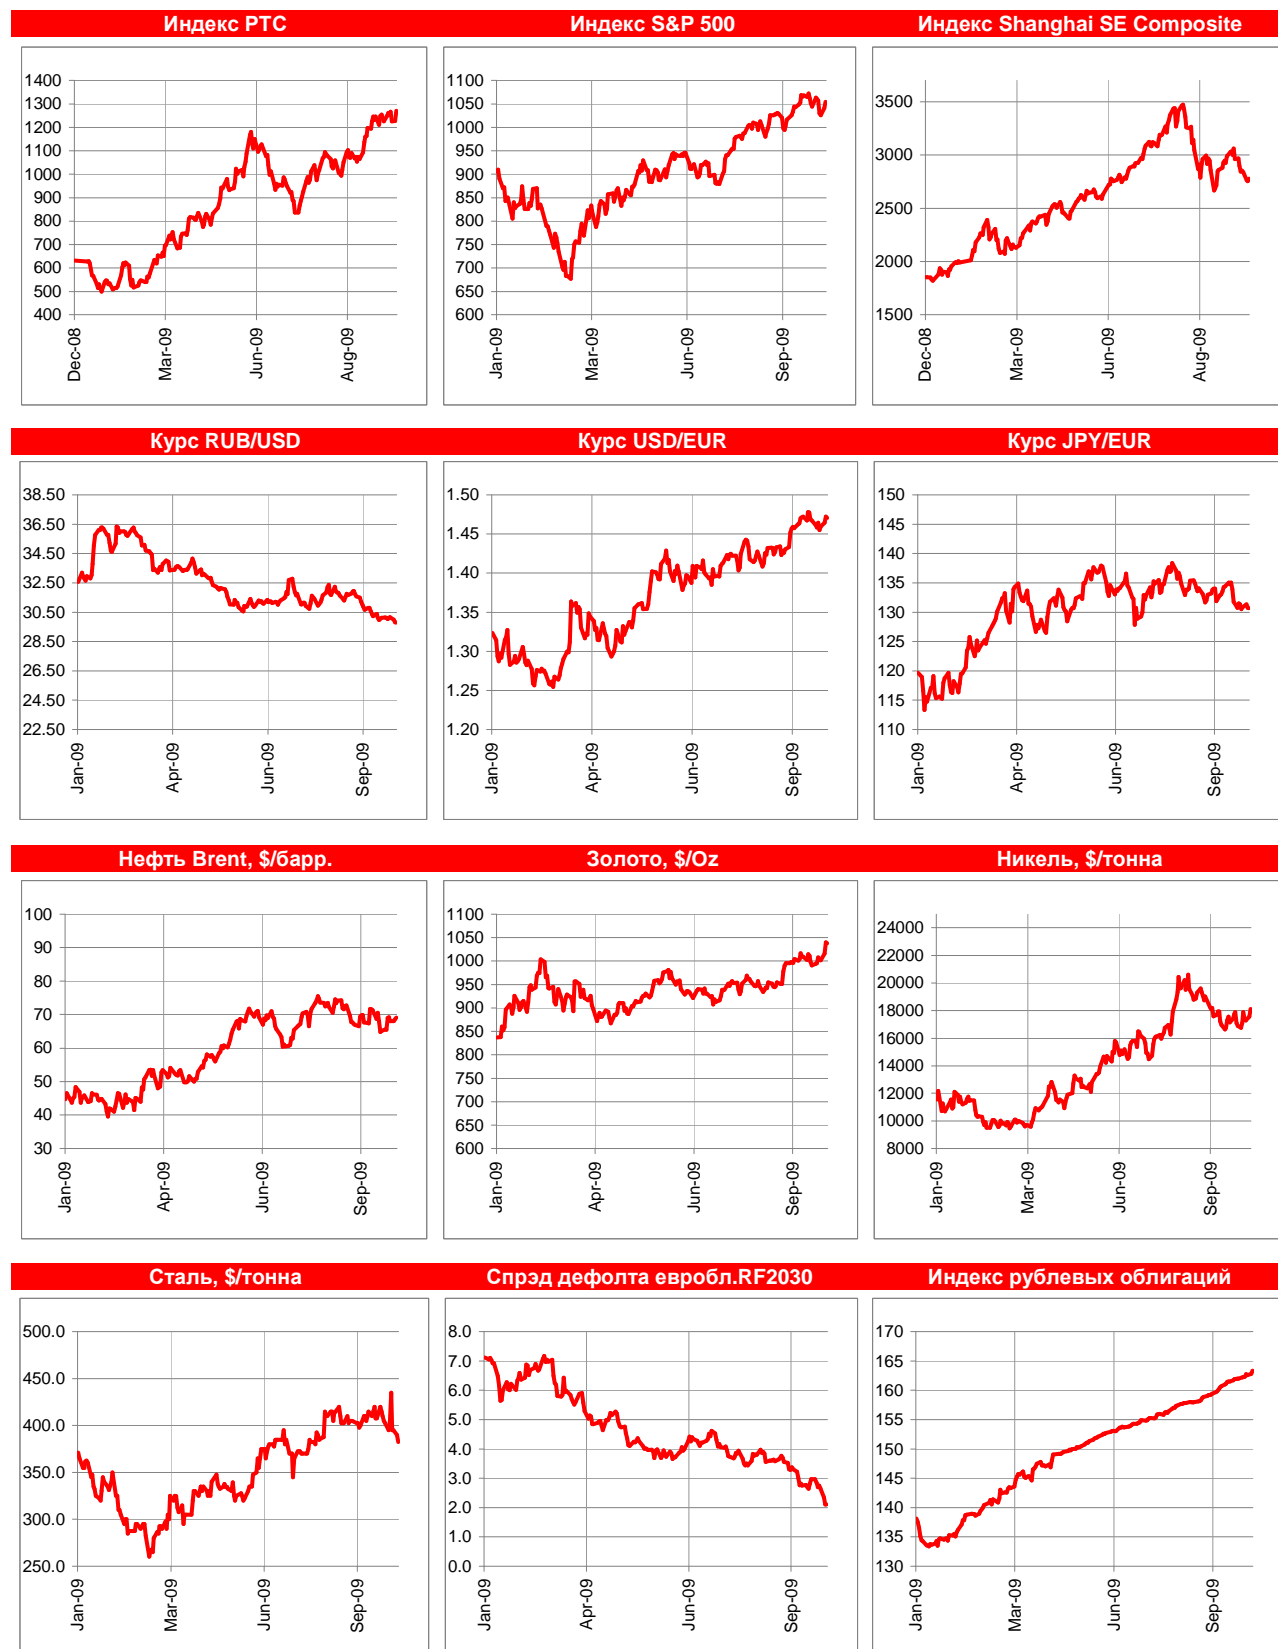 Индекс РТС
1400
1300
1200
1100
1000
900
800
700
600
500
400
Dec-08
Mar-09
Jun-09
Aug-09
Индекс S&P 500
1100
1050
1000
950
900
850
800
750
700
650
600
Jan-09
Mar-09
Jun-09
Sep-09
Индекс Shanghai SE Composite
3500
3000
2500
2000
1500
Dec-08
Mar-09
Jun-09
Aug-09
Курс RUB/USD
38.50
36.50
34.50
32.50
30.50
28.50
26.50
24.50
22.50
Jan-09
Apr-09
Jun-09
Sep-09
Курс USD/EUR
1.50
1.45
1.40
1.35
1.30
1.25
1.20
Jan-09
Apr-09
Jun-09
Sep-09
Курс JPY/EUR
150
145
140
135
130
125
120
115
110
Jan-09
Apr-09
Jun-09
Sep-09
Нефть Brent, $/барр.
100
90
80
70
60
50
40
30
Jan-09
Apr-09
Jun-09
Sep-09
Золото, $/Oz
1100
1050
1000
950
900
850
800
750
700
650
600
Jan-09
Apr-09
Jun-09
Sep-09
Никель, $/тонна
24000
22000
20000
18000
16000
14000
12000
10000
8000
Jan-09
Mar-09
Jun-09
Sep-09
Сталь, $/тонна
500.0
450.0
400.0
350.0
300.0
250.0
Jan-09
Mar-09
Jun-09
Sep-09
Спрэд дефолта евробл.RF2030
8.0
7.0
6.0
5.0
4.0
3.0
2.0
1.0
0.0
Jan-09
Apr-09
Jun-09
Sep-09
Индекс рублевых облигаций
170
165
160
155
150
145
140
135
130
Jan-09
Mar-09
Jun-09
Sep-09